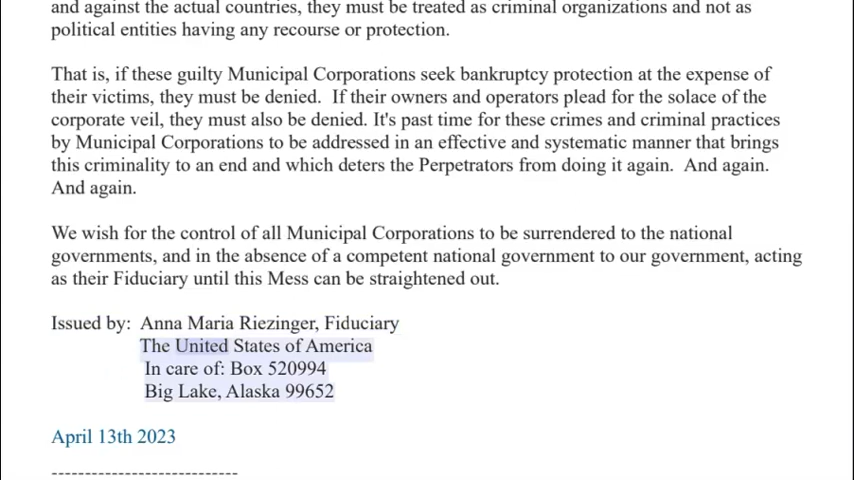 and against the actual countries, they must be treated as criminal organizations and not as
political entities having any recourse or protection.
That is, if these guilty Municipal Corporations seek bankruptcy protection at the expense of
their victims, they must be denied.  If their owners and operators plead for the solace of the
corporate veil, they must also be denied. It's past time for these crimes and criminal practices
by Municipal Corporations to be addressed in an effective and systematic manner that brings
this criminality to an end and which deters the Perpetrators from doing it again.  And again.
And again.
We wish for the control of all Municipal Corporations to be surrendered to the national
governments, and in the absence of a competent national government to our government, acting
as their Fiduciary until this Mess can be straightened out.
Issued by:  Anna Maria Riezinger, Fiduciary
The United States of America
In care of: Box 520994
Big Lake, Alaska 99652
April 13th 2023
---------------------------